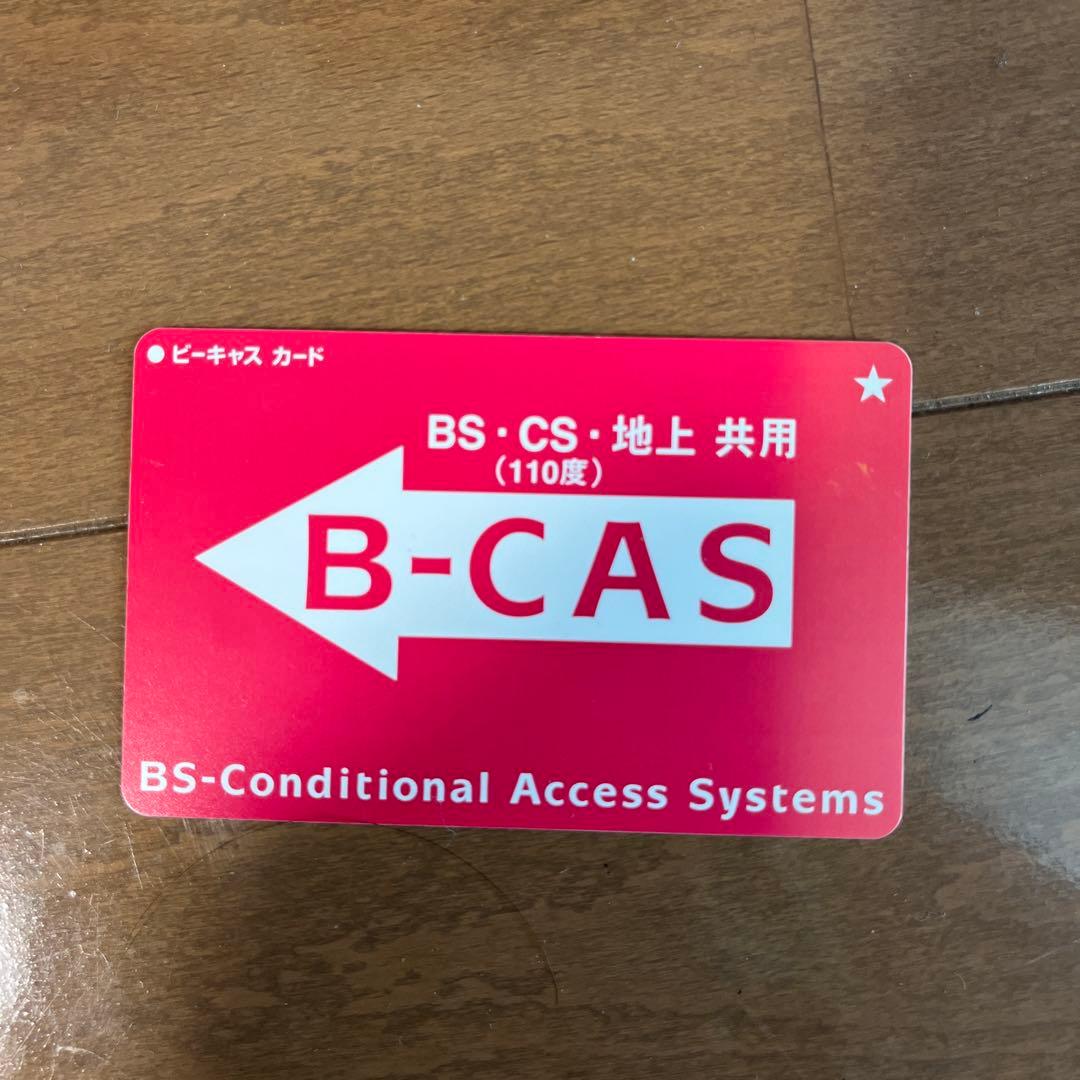 ● ビーキャス カード
★
BS・CS・地上 共用
(110度)
B-CAS
BS-Conditional Access Systems